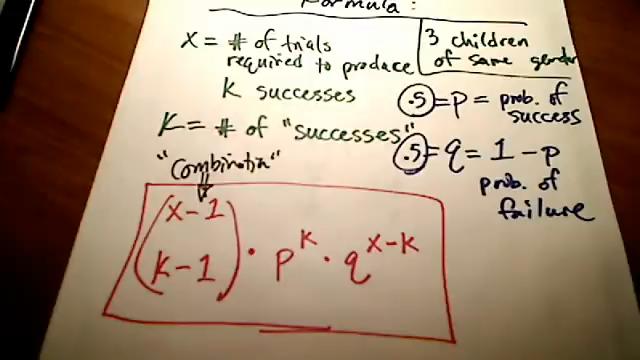 Formula:
X = # of trials
required to produce
K successes
K = # of "successes"
3 children
of same gender
.5 = p = prob. of
success
.5 = q = 1 - p
prob. of
failure
"Combination"
(x-1
k-1) · p^k · q^(x-k)